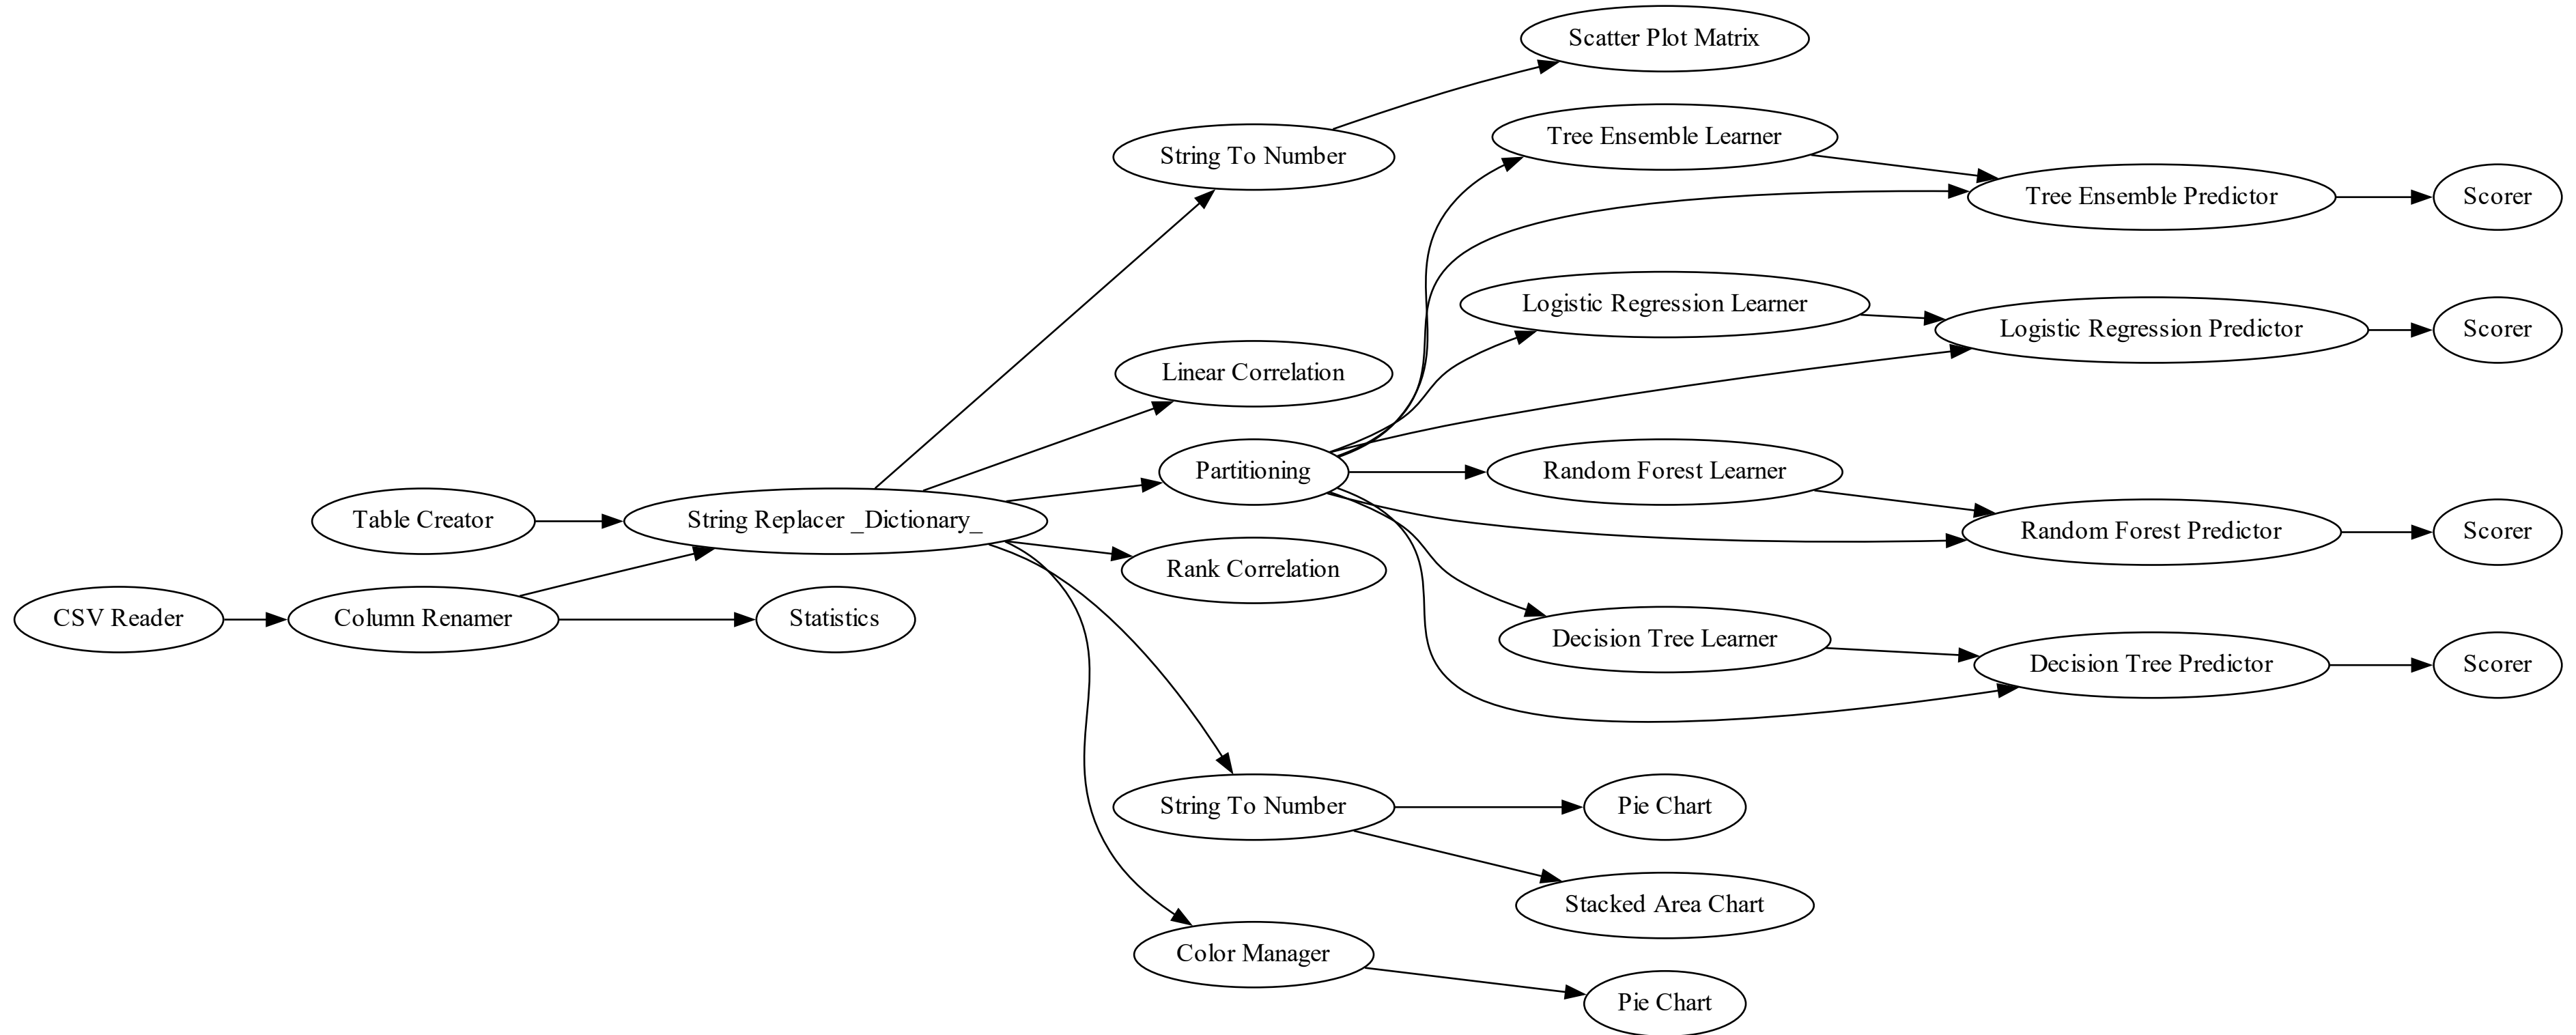 Scatter Plot Matrix
Tree Ensemble Learner
String To Number
Tree Ensemble Predictor
Scorer
Logistic Regression Learner
Logistic Regression Predictor
Scorer
Linear Correlation
Partitioning
Random Forest Learner
Table Creator
String Replacer _Dictionary_
Random Forest Predictor
Scorer
Rank Correlation
CSV Reader
Column Renamer
Statistics
Decision Tree Learner
Decision Tree Predictor
Scorer
String To Number
Pie Chart
Stacked Area Chart
Color Manager
Pie Chart